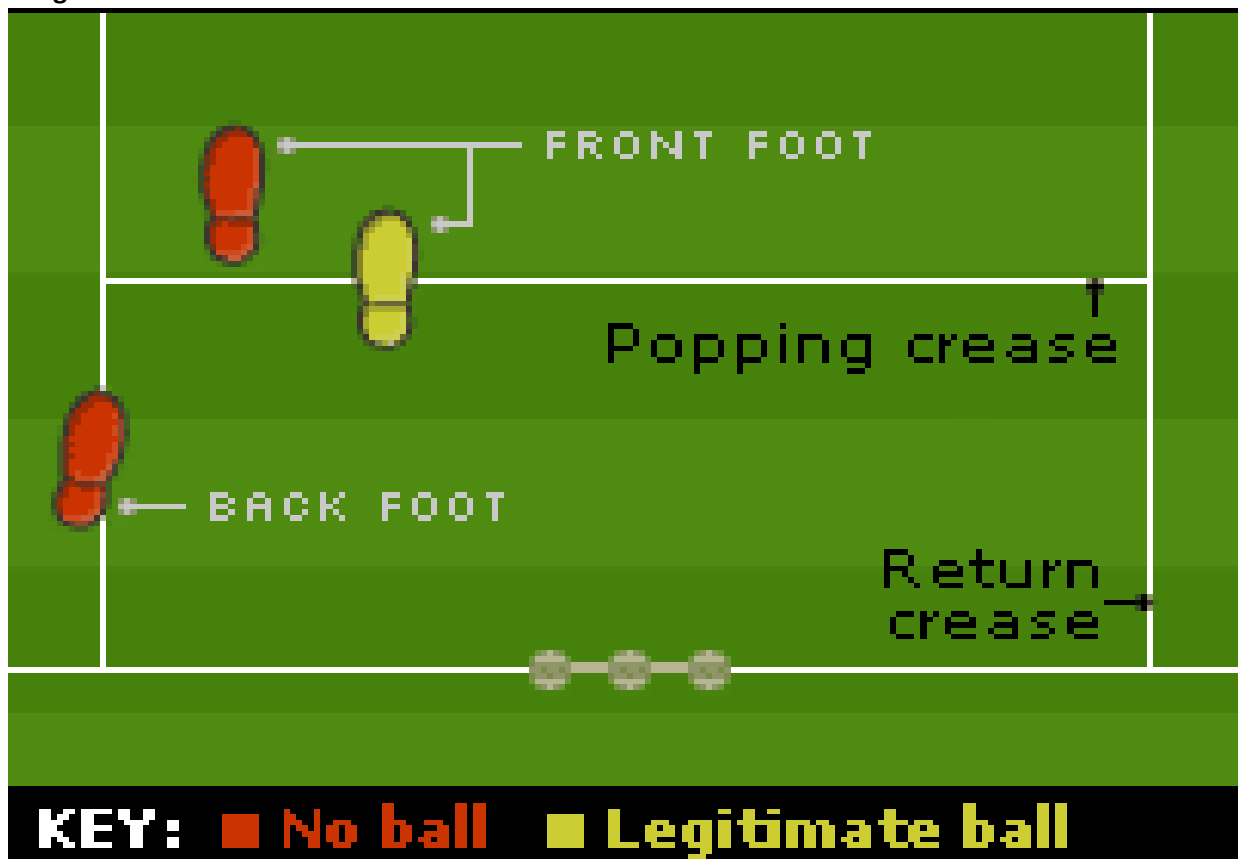 FRONT FOOT
Popping crease
BACK FOOT
Return
crease
KEY: No ball Legitimate ball